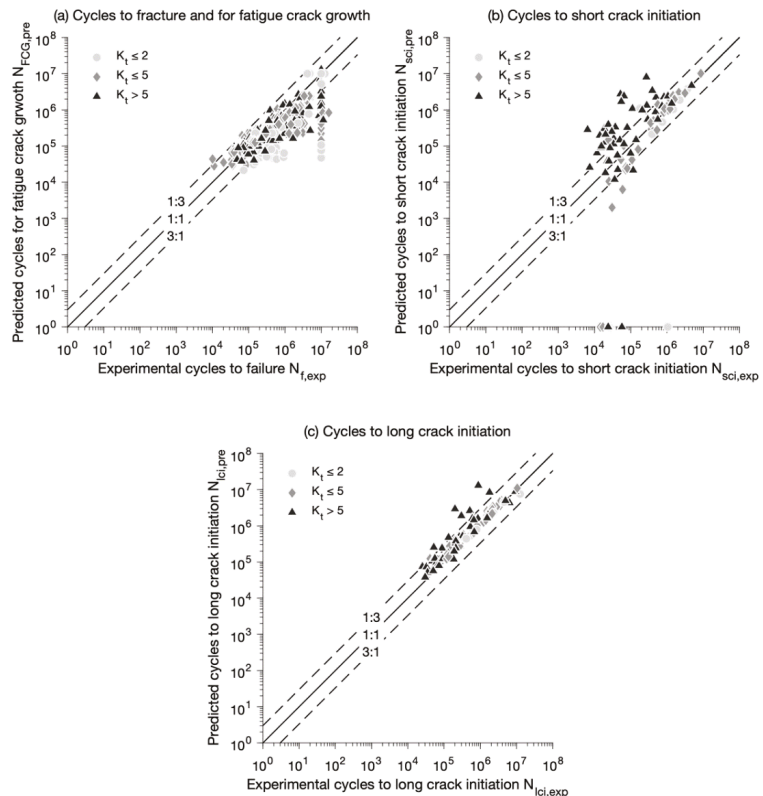 (a) Cycles to fracture and for fatigue crack growth
Predicted cycles for fatigue crack grwoth N_FCG,pre
10^8
10^7
10^6
10^5
10^4
10^3
10^2
10^1
10^0
K_t ≤ 2
K_t ≤ 5
K_t > 5
1:3
1:1
3:1
10^0 10^1 10^2 10^3 10^4 10^5 10^6 10^7 10^8
Experimental cycles to failure N_f,exp
(b) Cycles to short crack initiation
Predicted cycles to short crack initiation N_sci,pre
10^8
10^7
10^6
10^5
10^4
10^3
10^2
10^1
10^0
K_t ≤ 2
K_t ≤ 5
K_t > 5
1:3
1:1
3:1
10^0 10^1 10^2 10^3 10^4 10^5 10^6 10^7 10^8
Experimental cycles to short crack initiation N_sci,exp
(c) Cycles to long crack initiation
Predicted cycles to long crack initiation N_lci,pre
10^8
10^7
10^6
10^5
10^4
10^3
10^2
10^1
10^0
K_t ≤ 2
K_t ≤ 5
K_t > 5
1:3
1:1
3:1
10^0 10^1 10^2 10^3 10^4 10^5 10^6 10^7 10^8
Experimental cycles to long crack initiation N_lci,exp